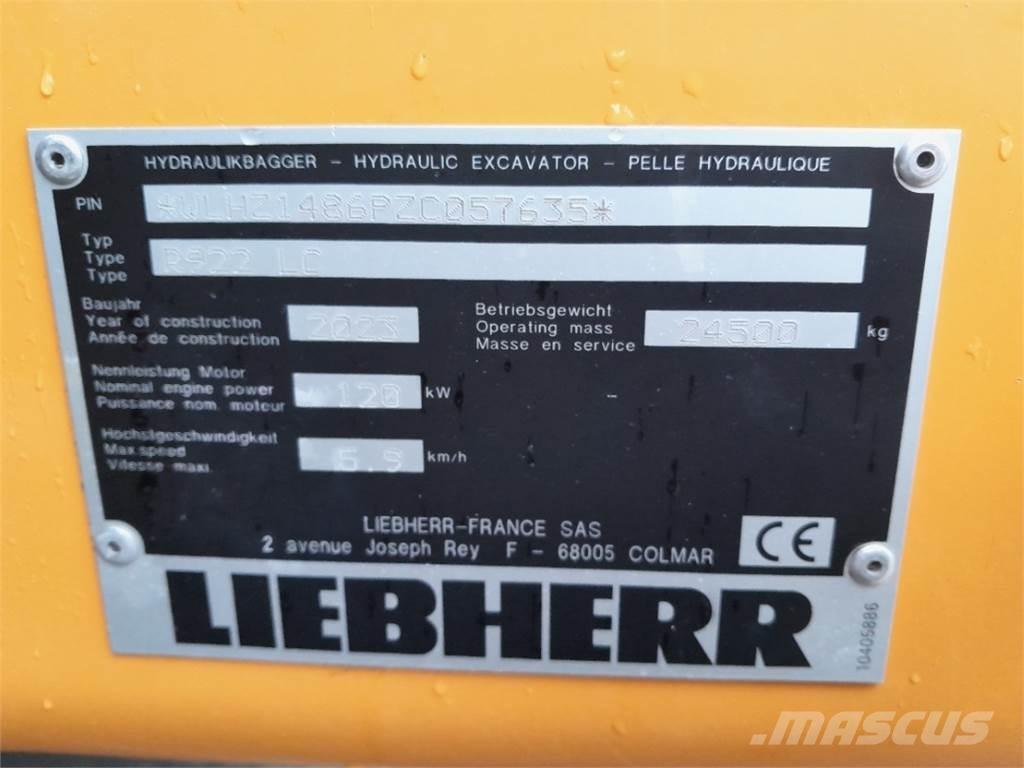 HYDRAULIKBAGGER - HYDRAULIC EXCAVATOR - PELLE HYDRAULIQUE
PIN *WLHZ1486PZC057635*
Typ
Type R922 LC
Type
Baujahr
Year of construction 2023
Année de construction
Betriebsgewicht
Operating mass 24500 kg
Masse en service
Nennleistung Motor
Nominal engine power 120 kW
Puissance nom. moteur
-
Höchstgeschwindigkeit
Max.speed 5.9 km/h
Vitesse maxi.
LIEBHERR-FRANCE SAS
2 avenue Joseph Rey F - 68005 COLMAR
CE
LIEBHERR
10405886
MASCUS